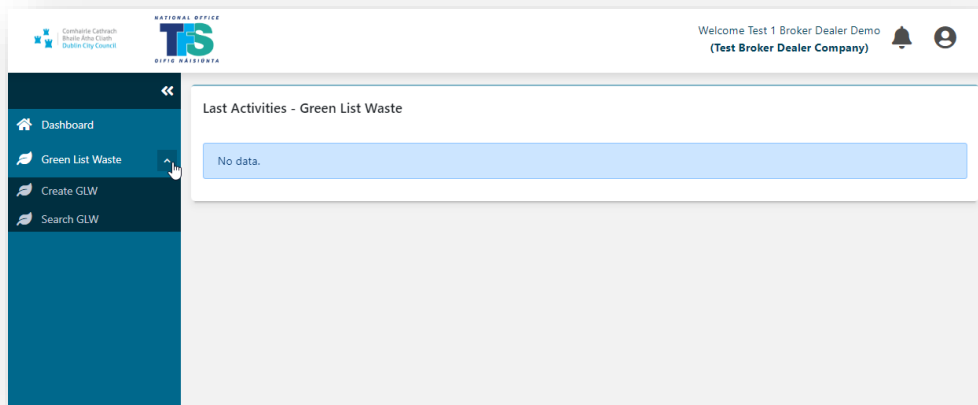 Comhairle Cathrach
Bhaile Átha Cliath
Dublin City Council
NATIONAL OFFICE
TFS
OIFIG NÁISIÚNTA
Welcome Test 1 Broker Dealer Demo
(Test Broker Dealer Company)
Dashboard
Green List Waste
Create GLW
Search GLW
Last Activities - Green List Waste
No data.